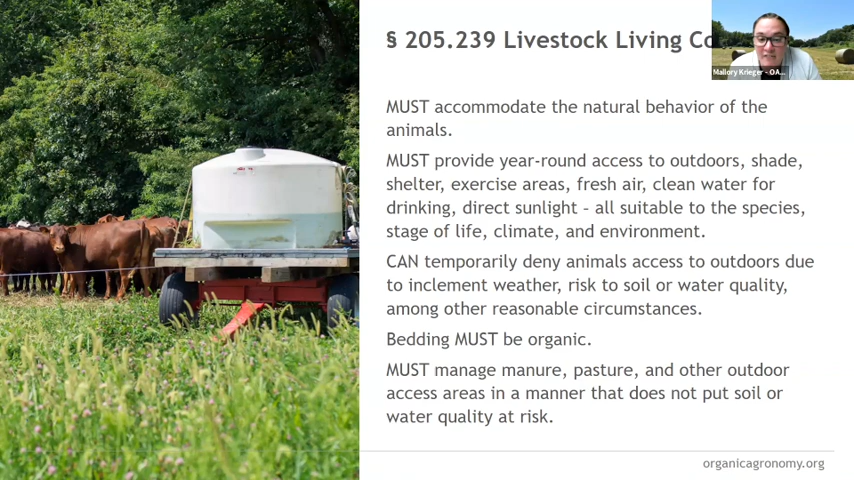 § 205.239 Livestock Living Co
Mallory Krieger - OA...
MUST accommodate the natural behavior of the
animals.
MUST provide year-round access to outdoors, shade,
shelter, exercise areas, fresh air, clean water for
drinking, direct sunlight – all suitable to the species,
stage of life, climate, and environment.
CAN temporarily deny animals access to outdoors due
to inclement weather, risk to soil or water quality,
among other reasonable circumstances.
Bedding MUST be organic.
MUST manage manure, pasture, and other outdoor
access areas in a manner that does not put soil or
water quality at risk.
organicagronomy.org